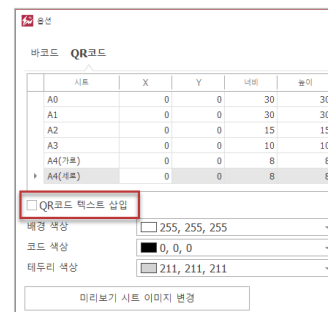 옵션
바코드 QR코드
시트 X Y 너비 높이
A0 0 0 30 30
A1 0 0 30 30
A2 0 0 15 15
A3 0 0 10 10
A4(가로) 0 0 8 8
A4(세로) 0 0 8 8
QR코드 텍스트 삽입
배경 색상 255, 255, 255
코드 색상 0, 0, 0
테두리 색상 211, 211, 211
미리보기 시트 이미지 변경